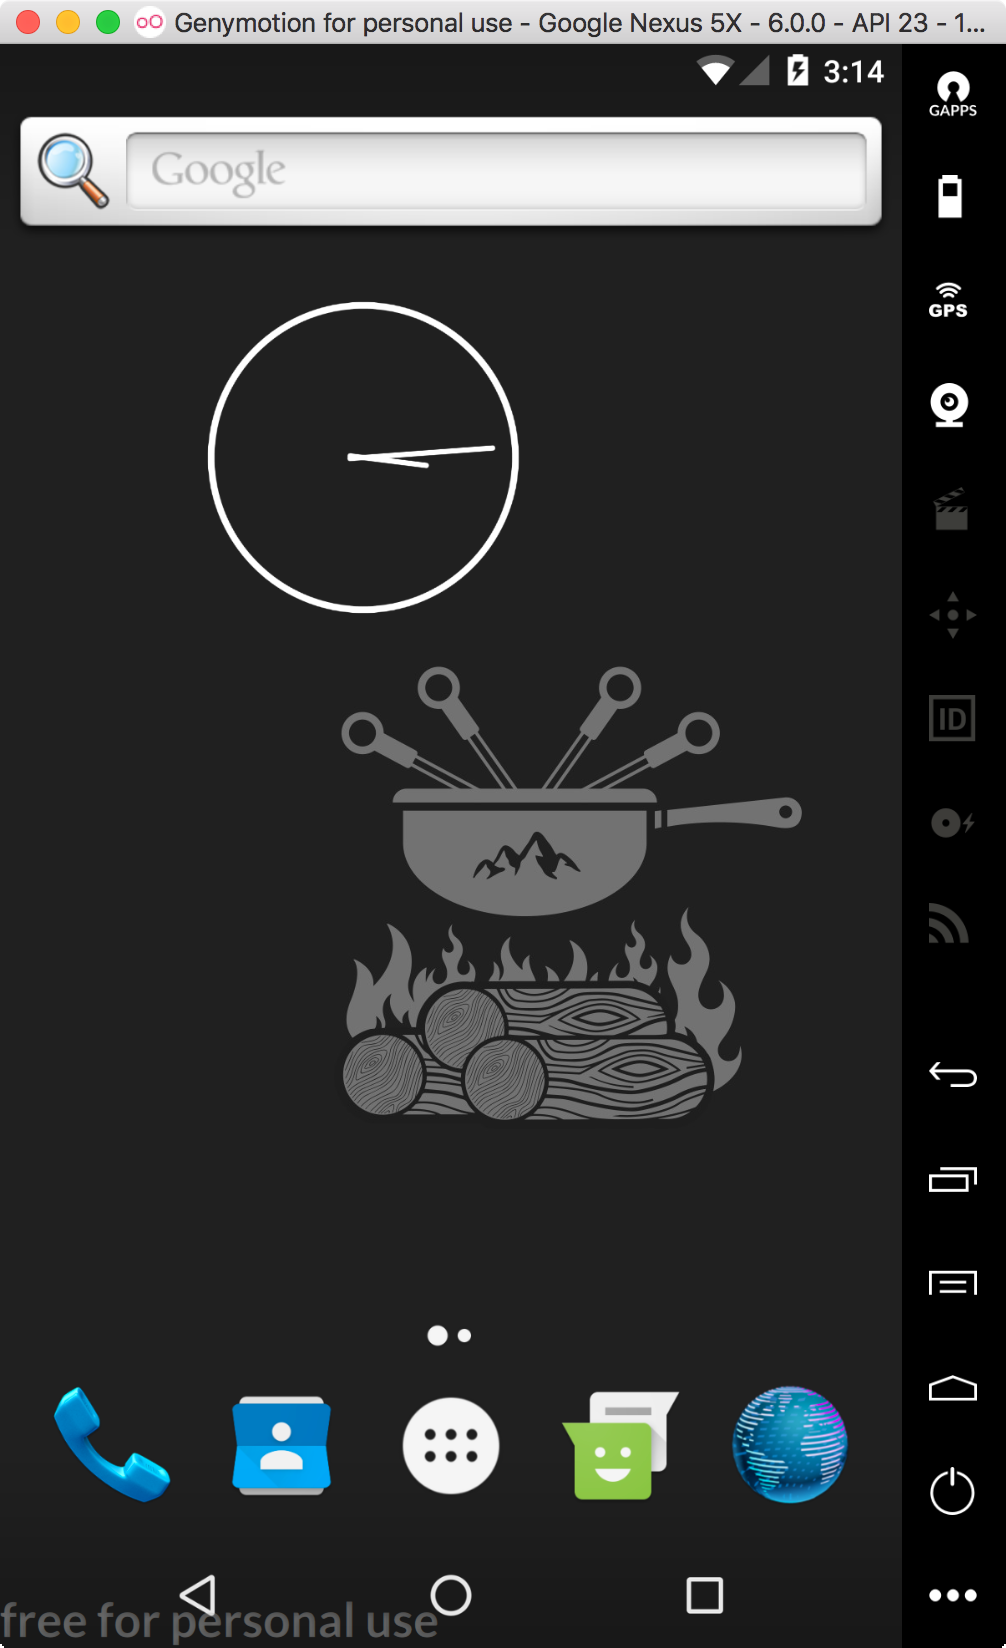 Genymotion for personal use - Google Nexus 5X - 6.0.0 - API 23 - 1...
3:14
GAPPS
Google
GPS
ID
free for personal use